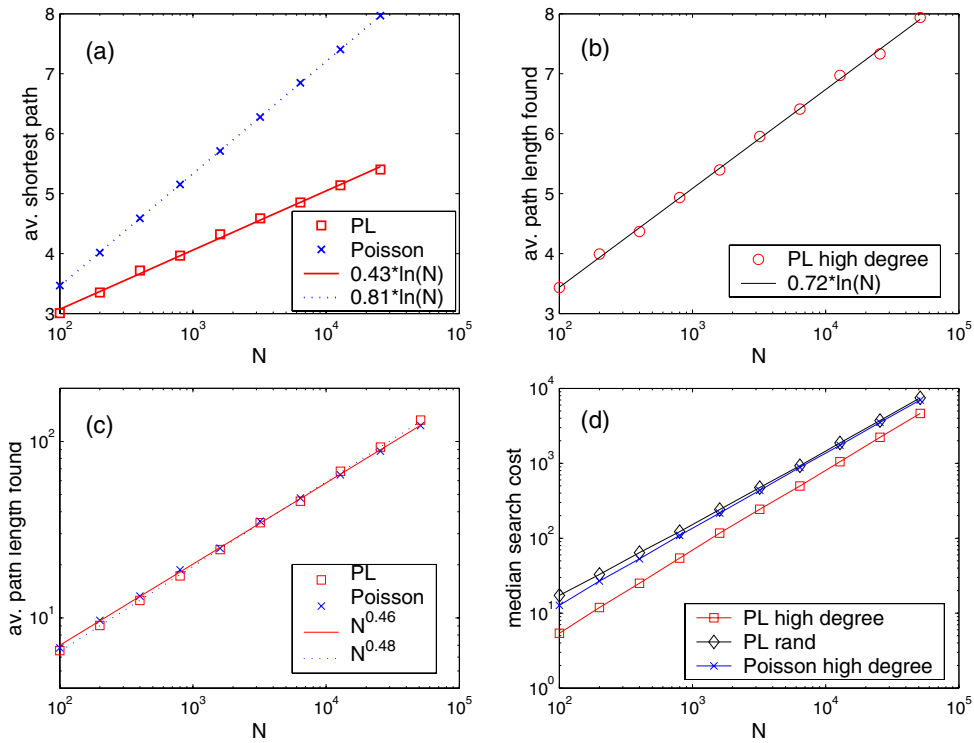 (a)
av. shortest path
8
7
6
5
4
3
10^2
10^3
10^4
10^5
N
PL
Poisson
0.43*ln(N)
0.81*ln(N)
(b)
av. path length found
8
7
6
5
4
3
10^2
10^3
10^4
10^5
N
PL high degree
0.72*ln(N)
(c)
av. path length found
10^2
10^1
10^2
10^3
10^4
10^5
N
PL
Poisson
N^0.46
N^0.48
(d)
median search cost
10^4
10^3
10^2
10^1
10^0
10^2
10^3
10^4
10^5
N
PL high degree
PL rand
Poisson high degree